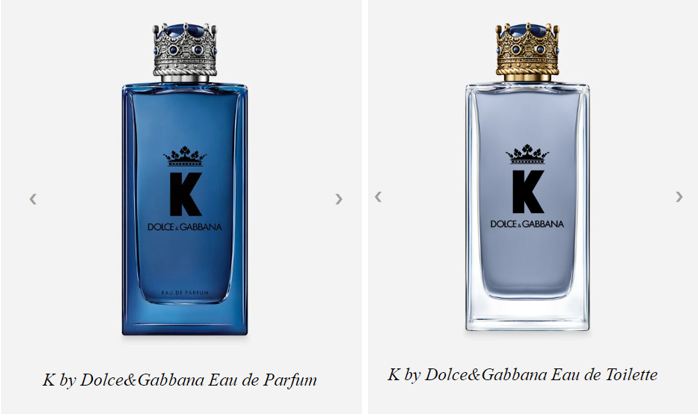 K
DOLCE & GABBANA
EAU DE PARFUM
K by Dolce&Gabbana Eau de Parfum
K
DOLCE & GABBANA
K by Dolce&Gabbana Eau de Toilette